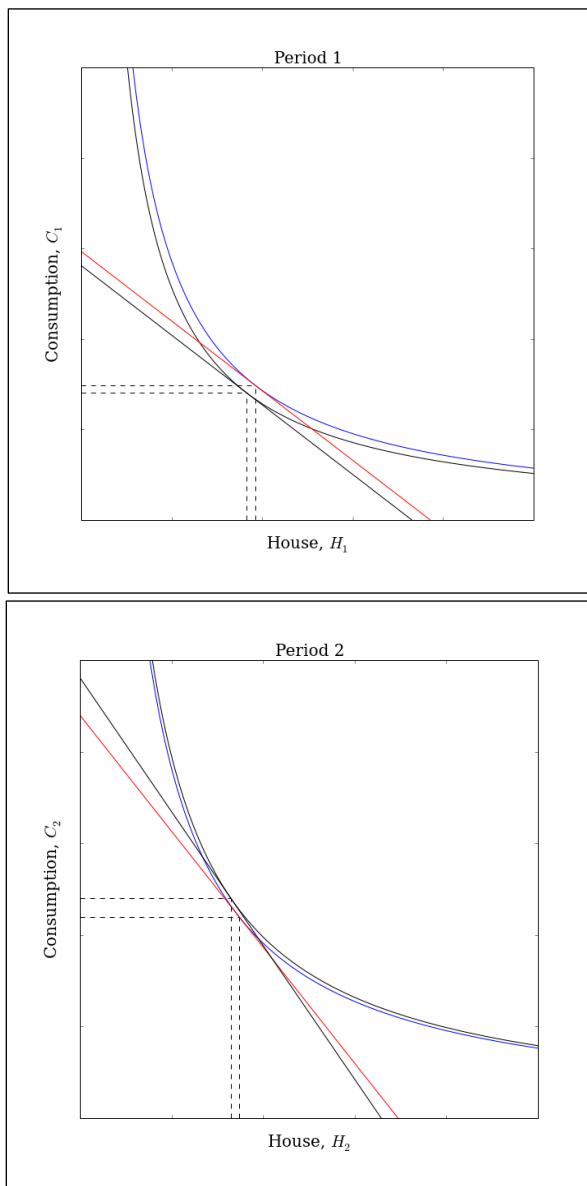 Period 1
Consumption, C₁
House, H₁
Period 2
Consumption, C₂
House, H₂